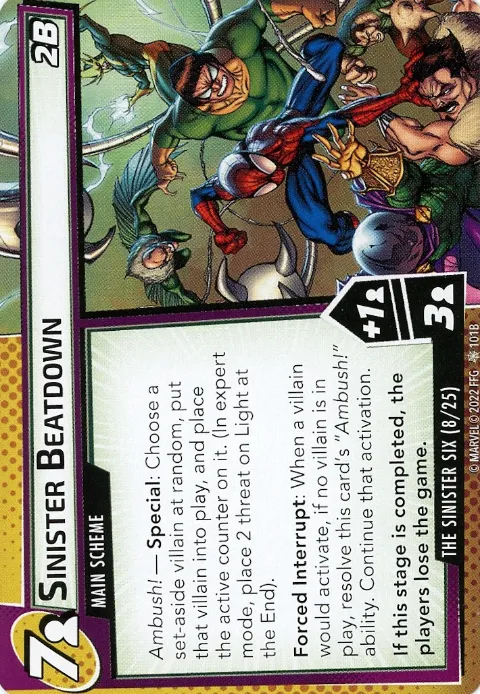 7
SINISTER BEATDOWN
2B
MAIN SCHEME
Ambush! — Special: Choose a
set-aside villain at random, put
that villain into play, and place
the active counter on it. (In expert
mode, place 2 threat on Light at
the End).
Forced Interrupt: When a villain
would activate, if no villain is in
play, resolve this card's "Ambush!"
ability. Continue that activation.
If this stage is completed, the
players lose the game.
+1
3
THE SINISTER SIX (8/25)
© MARVEL © 2022 FFG 101B